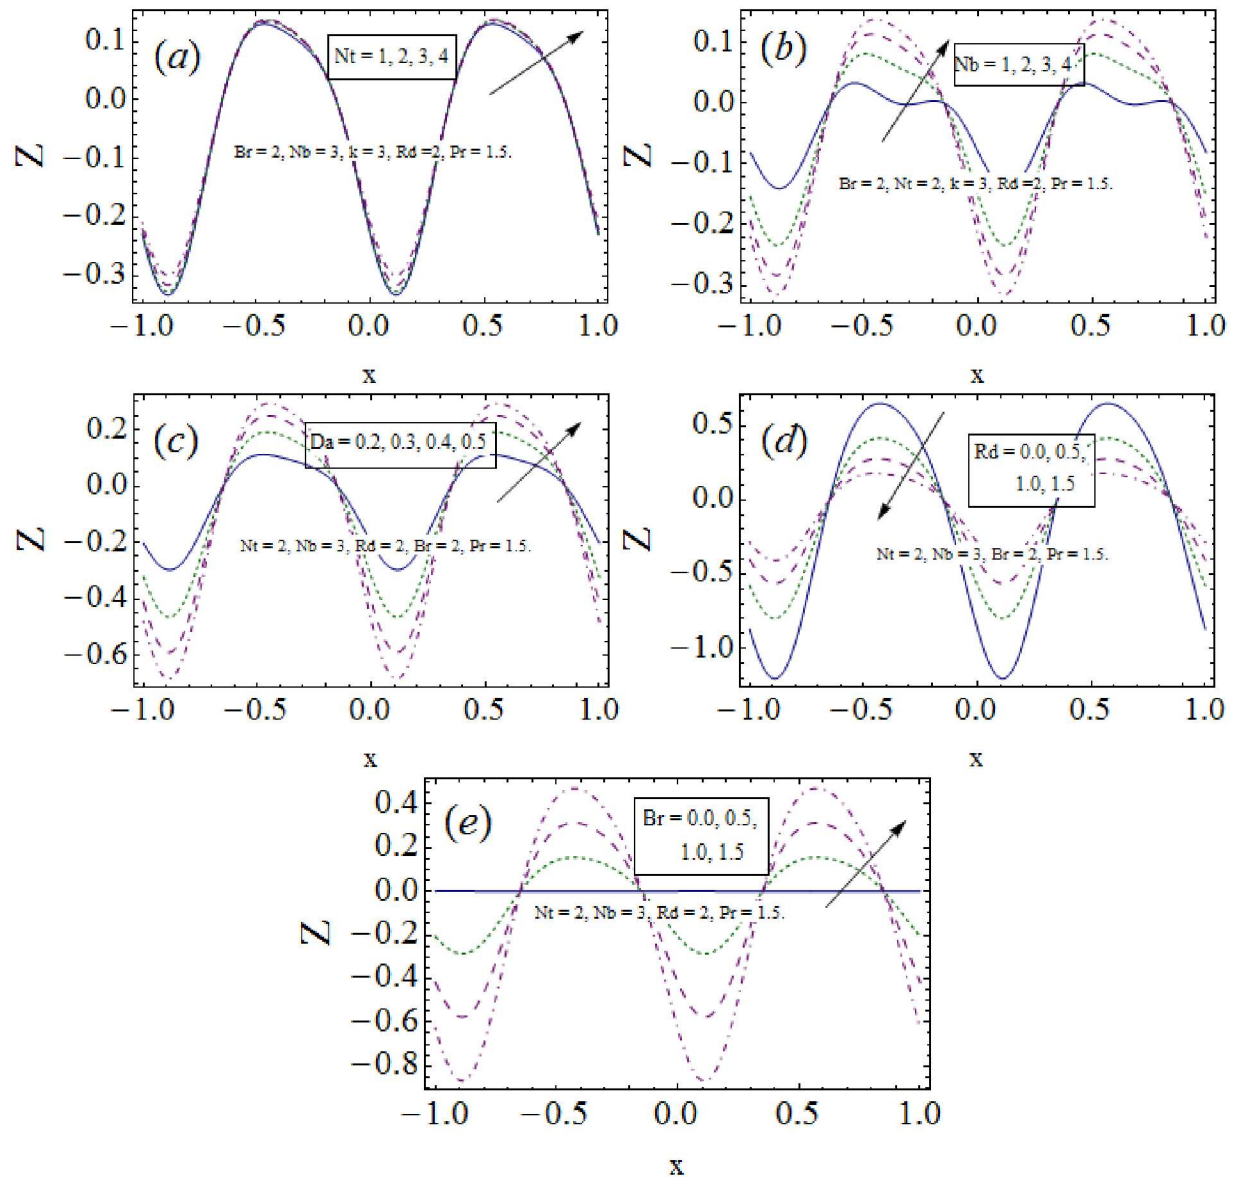 (a)
Nt = 1, 2, 3, 4
Br = 2, Nb = 3, k = 3, Rd =2, Pr = 1.5.
Z
0.1
0.0
−0.1
−0.2
−0.3
−1.0 −0.5 0.0 0.5 1.0
x
(b)
Nb = 1, 2, 3, 4
Br = 2, Nt = 2, k = 3, Rd =2, Pr = 1.5.
Z
0.1
0.0
−0.1
−0.2
−0.3
−1.0 −0.5 0.0 0.5 1.0
x
(c)
Da = 0.2, 0.3, 0.4, 0.5
Nt = 2, Nb = 3, Rd = 2, Br = 2, Pr = 1.5.
Z
0.2
0.0
−0.2
−0.4
−0.6
−1.0 −0.5 0.0 0.5 1.0
x
(d)
Rd = 0.0, 0.5,
1.0, 1.5
Nt = 2, Nb = 3, Br = 2, Pr = 1.5.
Z
0.5
0.0
−0.5
−1.0
−1.0 −0.5 0.0 0.5 1.0
x
(e)
Br = 0.0, 0.5,
1.0, 1.5
Nt = 2, Nb = 3, Rd = 2, Pr = 1.5.
Z
0.4
0.2
0.0
−0.2
−0.4
−0.6
−0.8
−1.0 −0.5 0.0 0.5 1.0
x